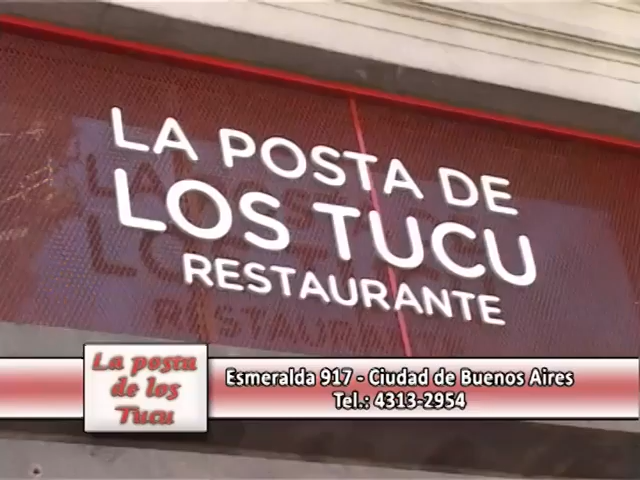 LA POSTA DE
LOS TUCU
RESTAURANTE
La posta
de los
Tucu
Esmeralda 917 - Ciudad de Buenos Aires
Tel.: 4313-2954